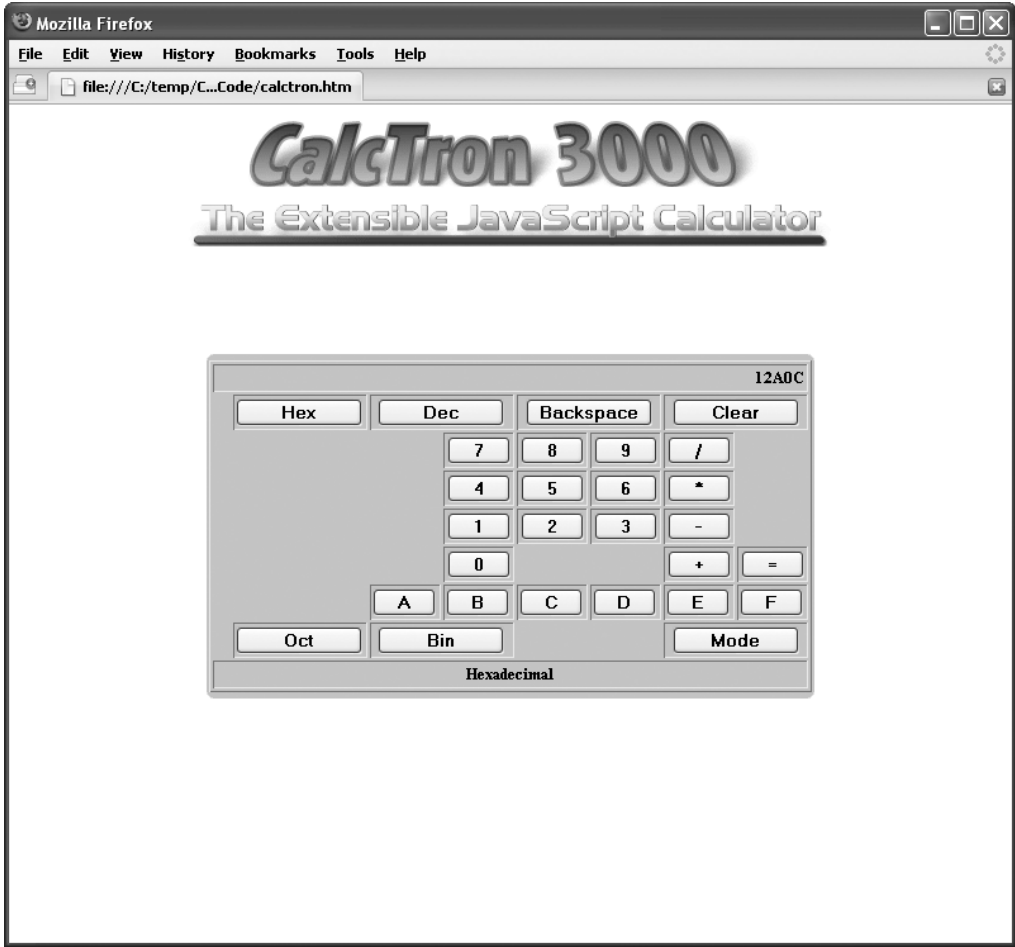 Mozilla Firefox
File Edit View History Bookmarks Tools Help
file:///C:/temp/C...Code/calctron.htm
CalcTron 3000
The Extensible JavaScript Calculator
12A0C
Hex Dec Backspace Clear
7 8 9 /
4 5 6 *
1 2 3 -
0 + =
A B C D E F
Oct Bin Mode
Hexadecimal